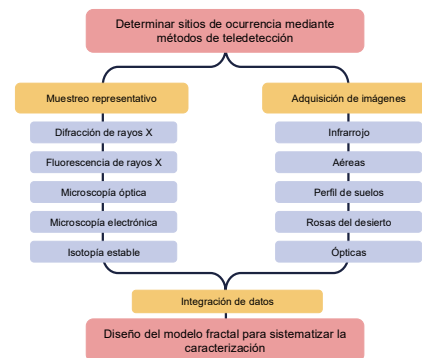 Determinar sitios de ocurrencia mediante
métodos de teledetección
Muestreo representativo
Difracción de rayos X
Fluorescencia de rayos X
Microscopía óptica
Microscopía electrónica
Isotopía estable
Adquisición de imágenes
Infrarrojo
Aéreas
Perfil de suelos
Rosas del desierto
Ópticas
Integración de datos
Diseño del modelo fractal para sistematizar la
caracterización